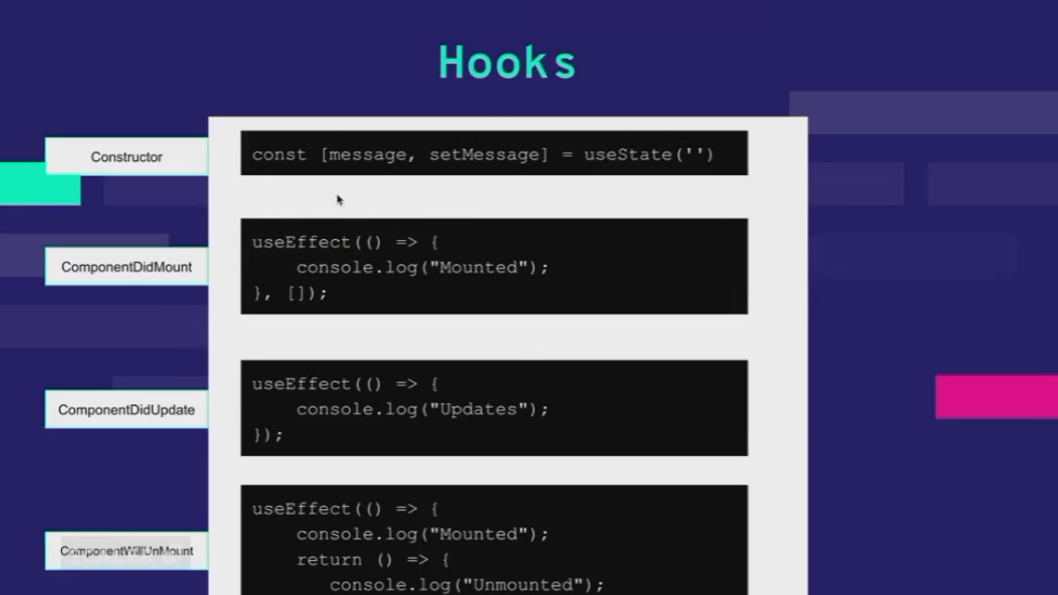 Hooks
Constructor
const [message, setMessage] = useState('')
ComponentDidMount
useEffect(() => {
console.log("Mounted");
}, []);
ComponentDidUpdate
useEffect(() => {
console.log("Updates");
});
ComponentWillUnMount
useEffect(() => {
console.log("Mounted");
return () => {
console.log("Unmounted");